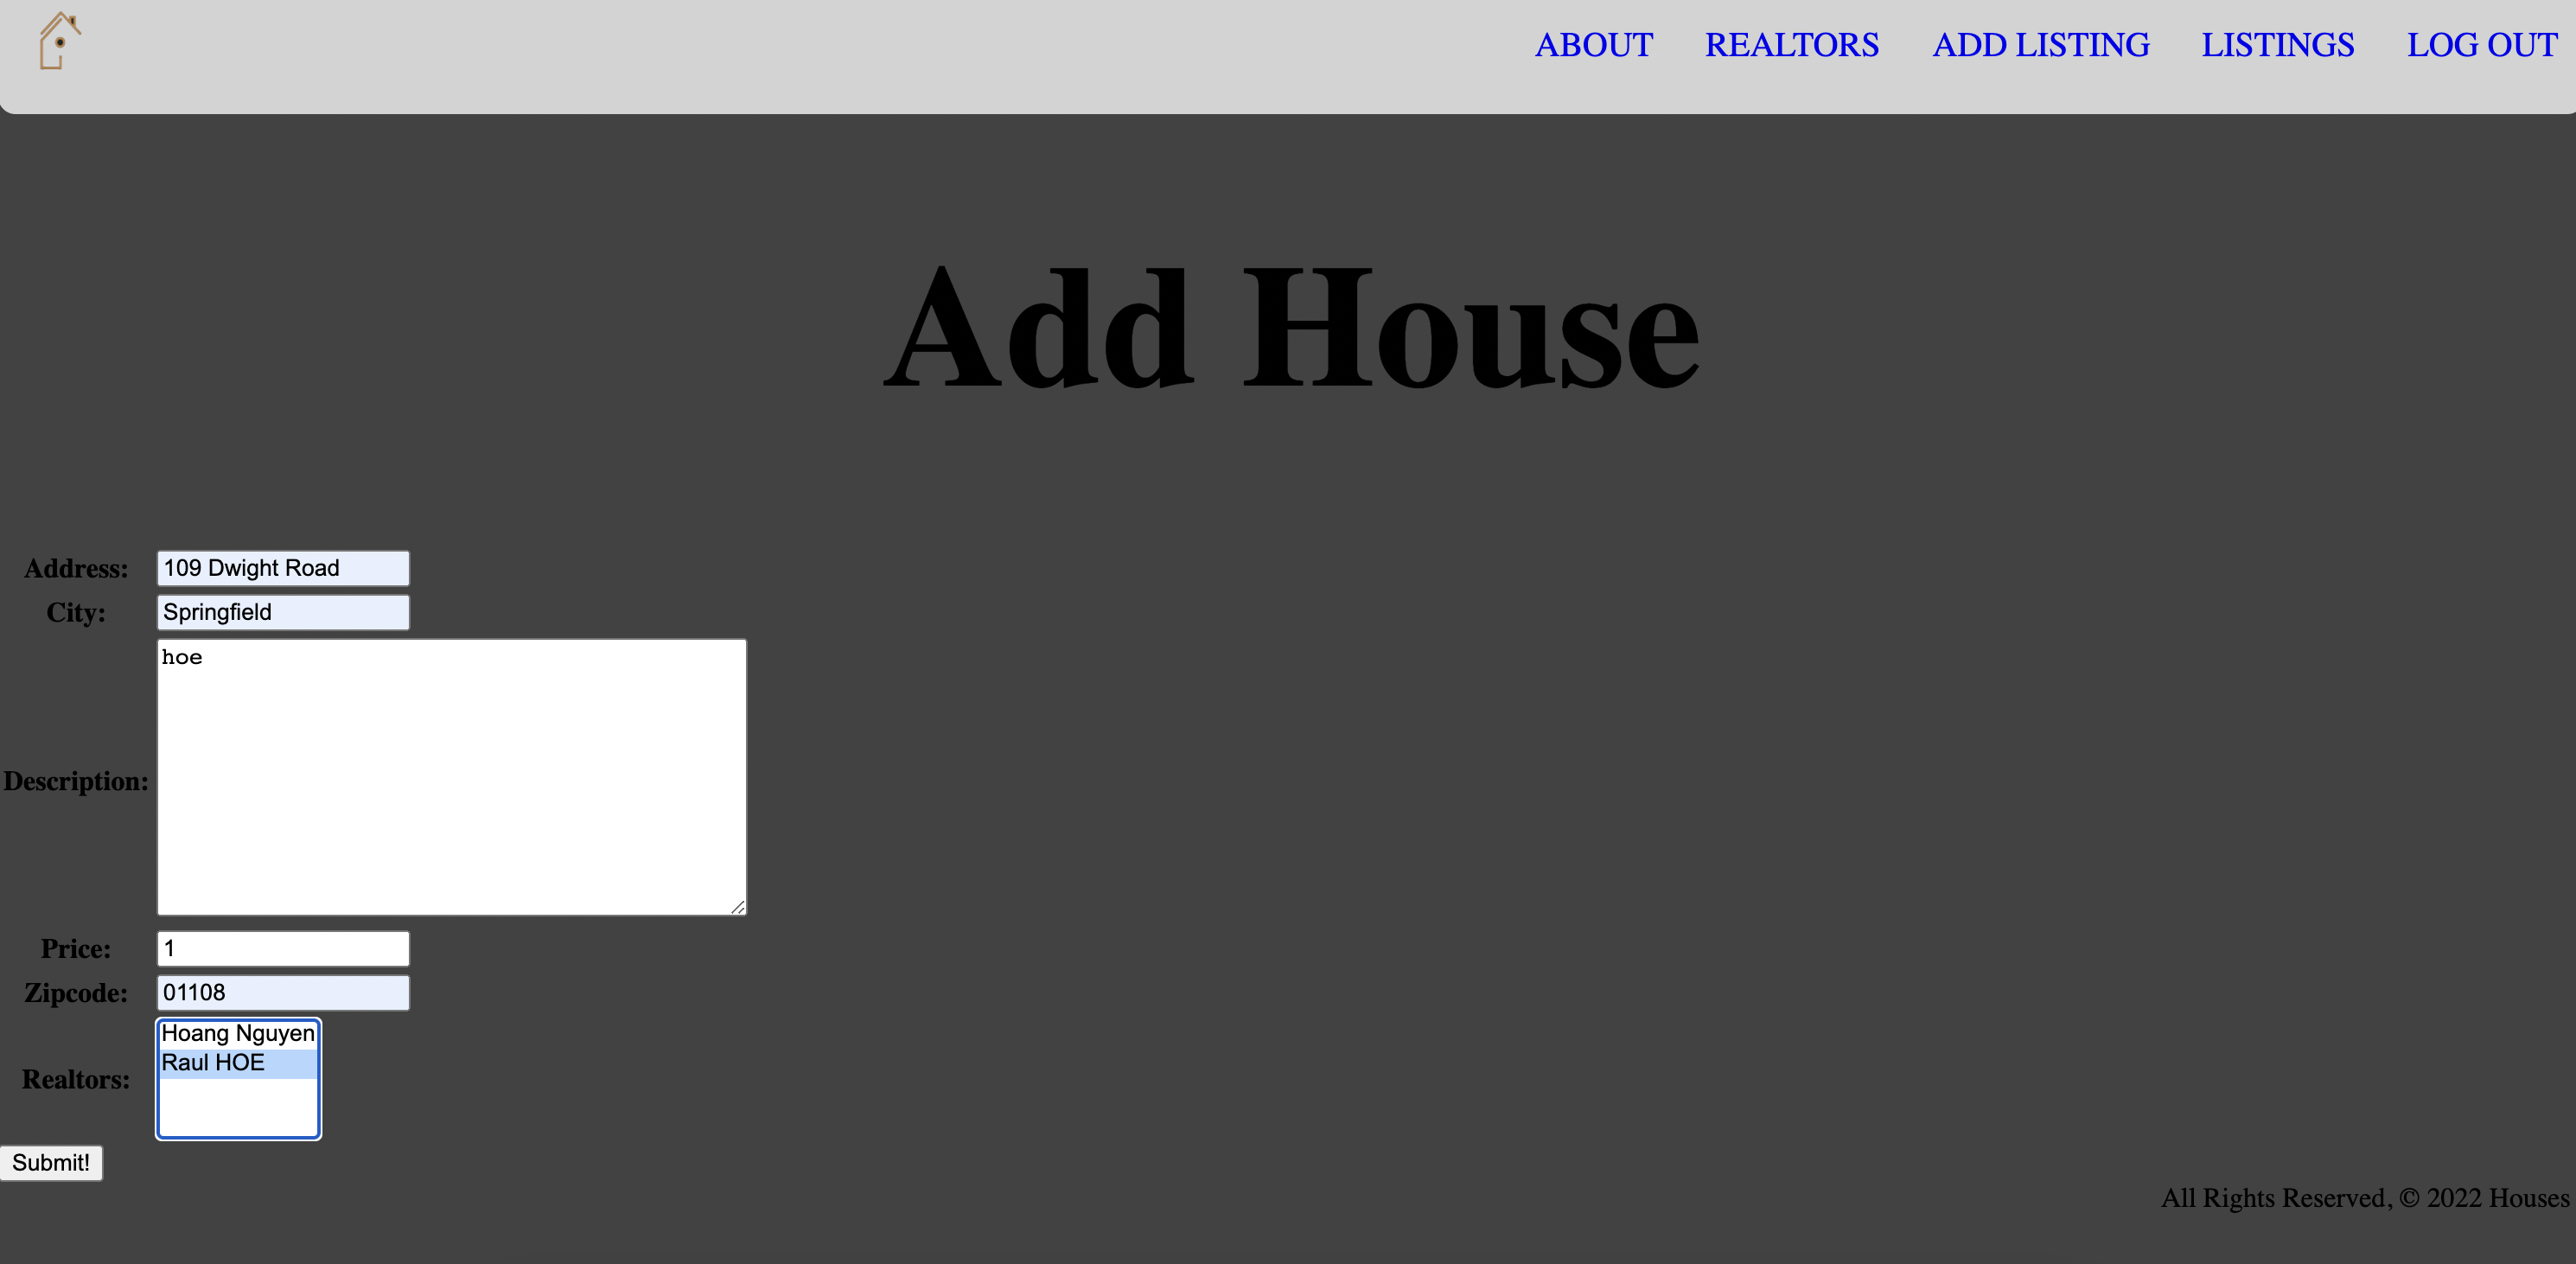 ABOUT REALTORS ADD LISTING LISTINGS LOG OUT
Add House
Address: 109 Dwight Road
City: Springfield
hoe
Description:
Price: 1
Zipcode: 01108
Hoang Nguyen
Raul HOE
Realtors:
Submit!
All Rights Reserved, © 2022 Houses